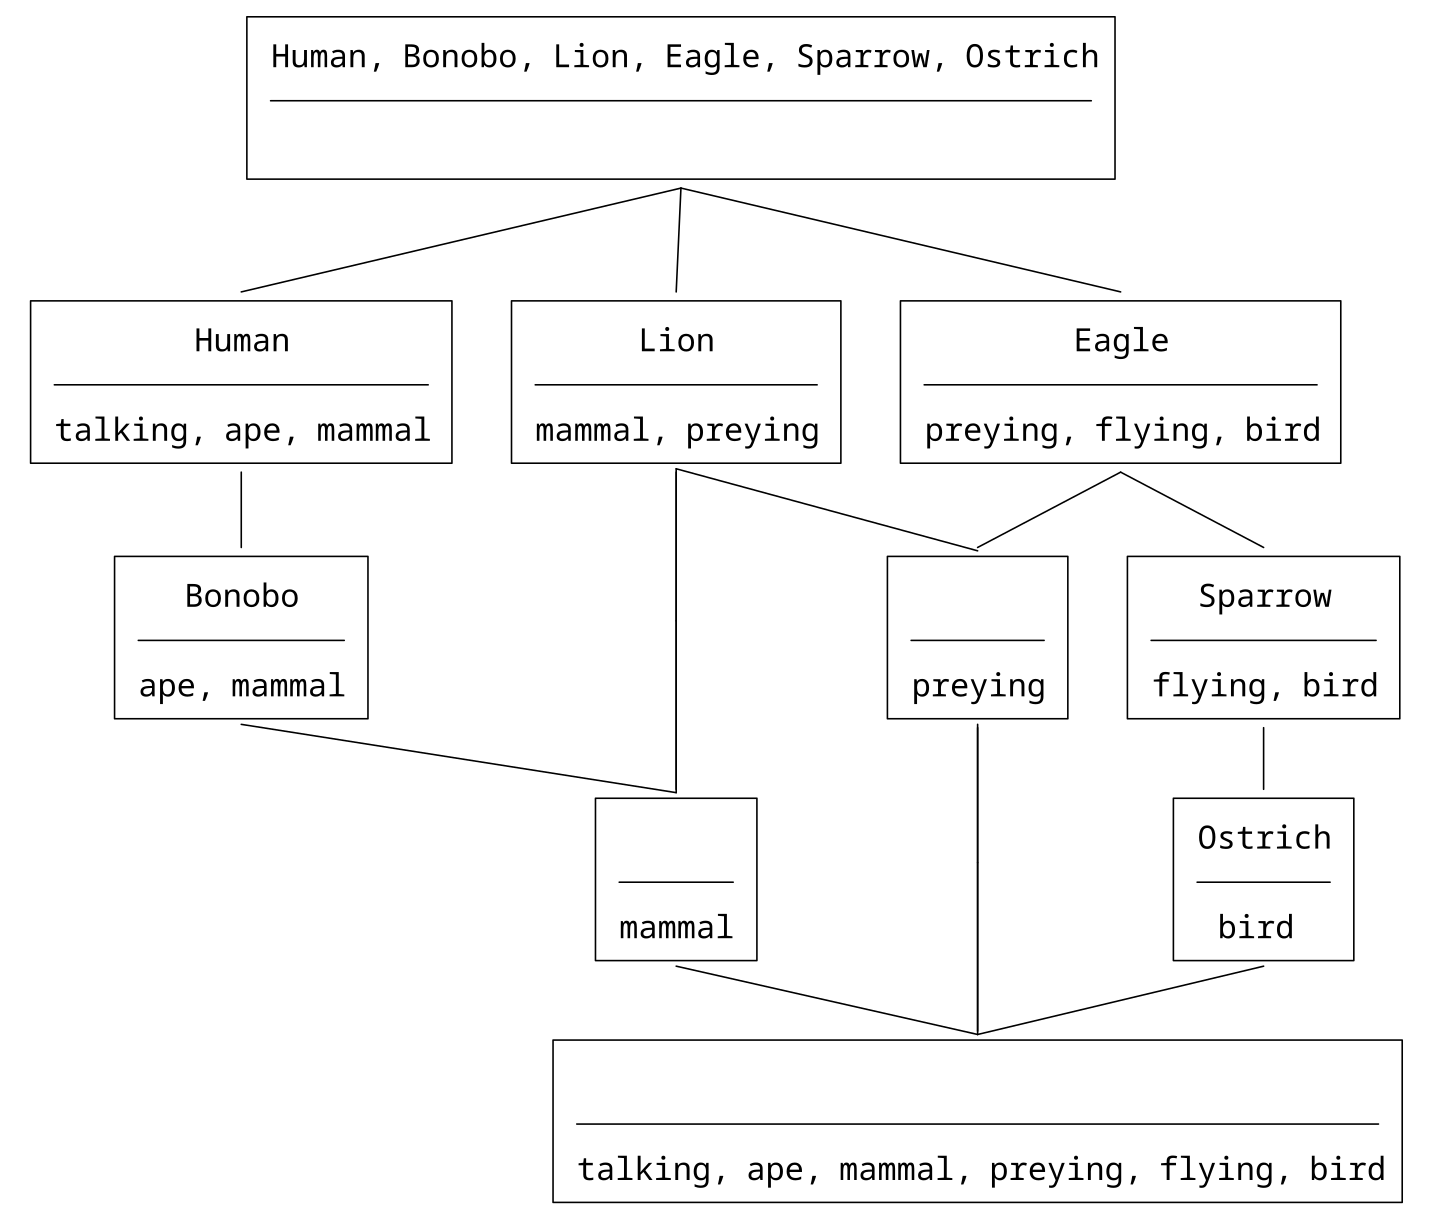 Human, Bonobo, Lion, Eagle, Sparrow, Ostrich
Human
talking, ape, mammal
Lion
mammal, preying
Eagle
preying, flying, bird
Bonobo
ape, mammal
preying
Sparrow
flying, bird
mammal
Ostrich
bird
talking, ape, mammal, preying, flying, bird